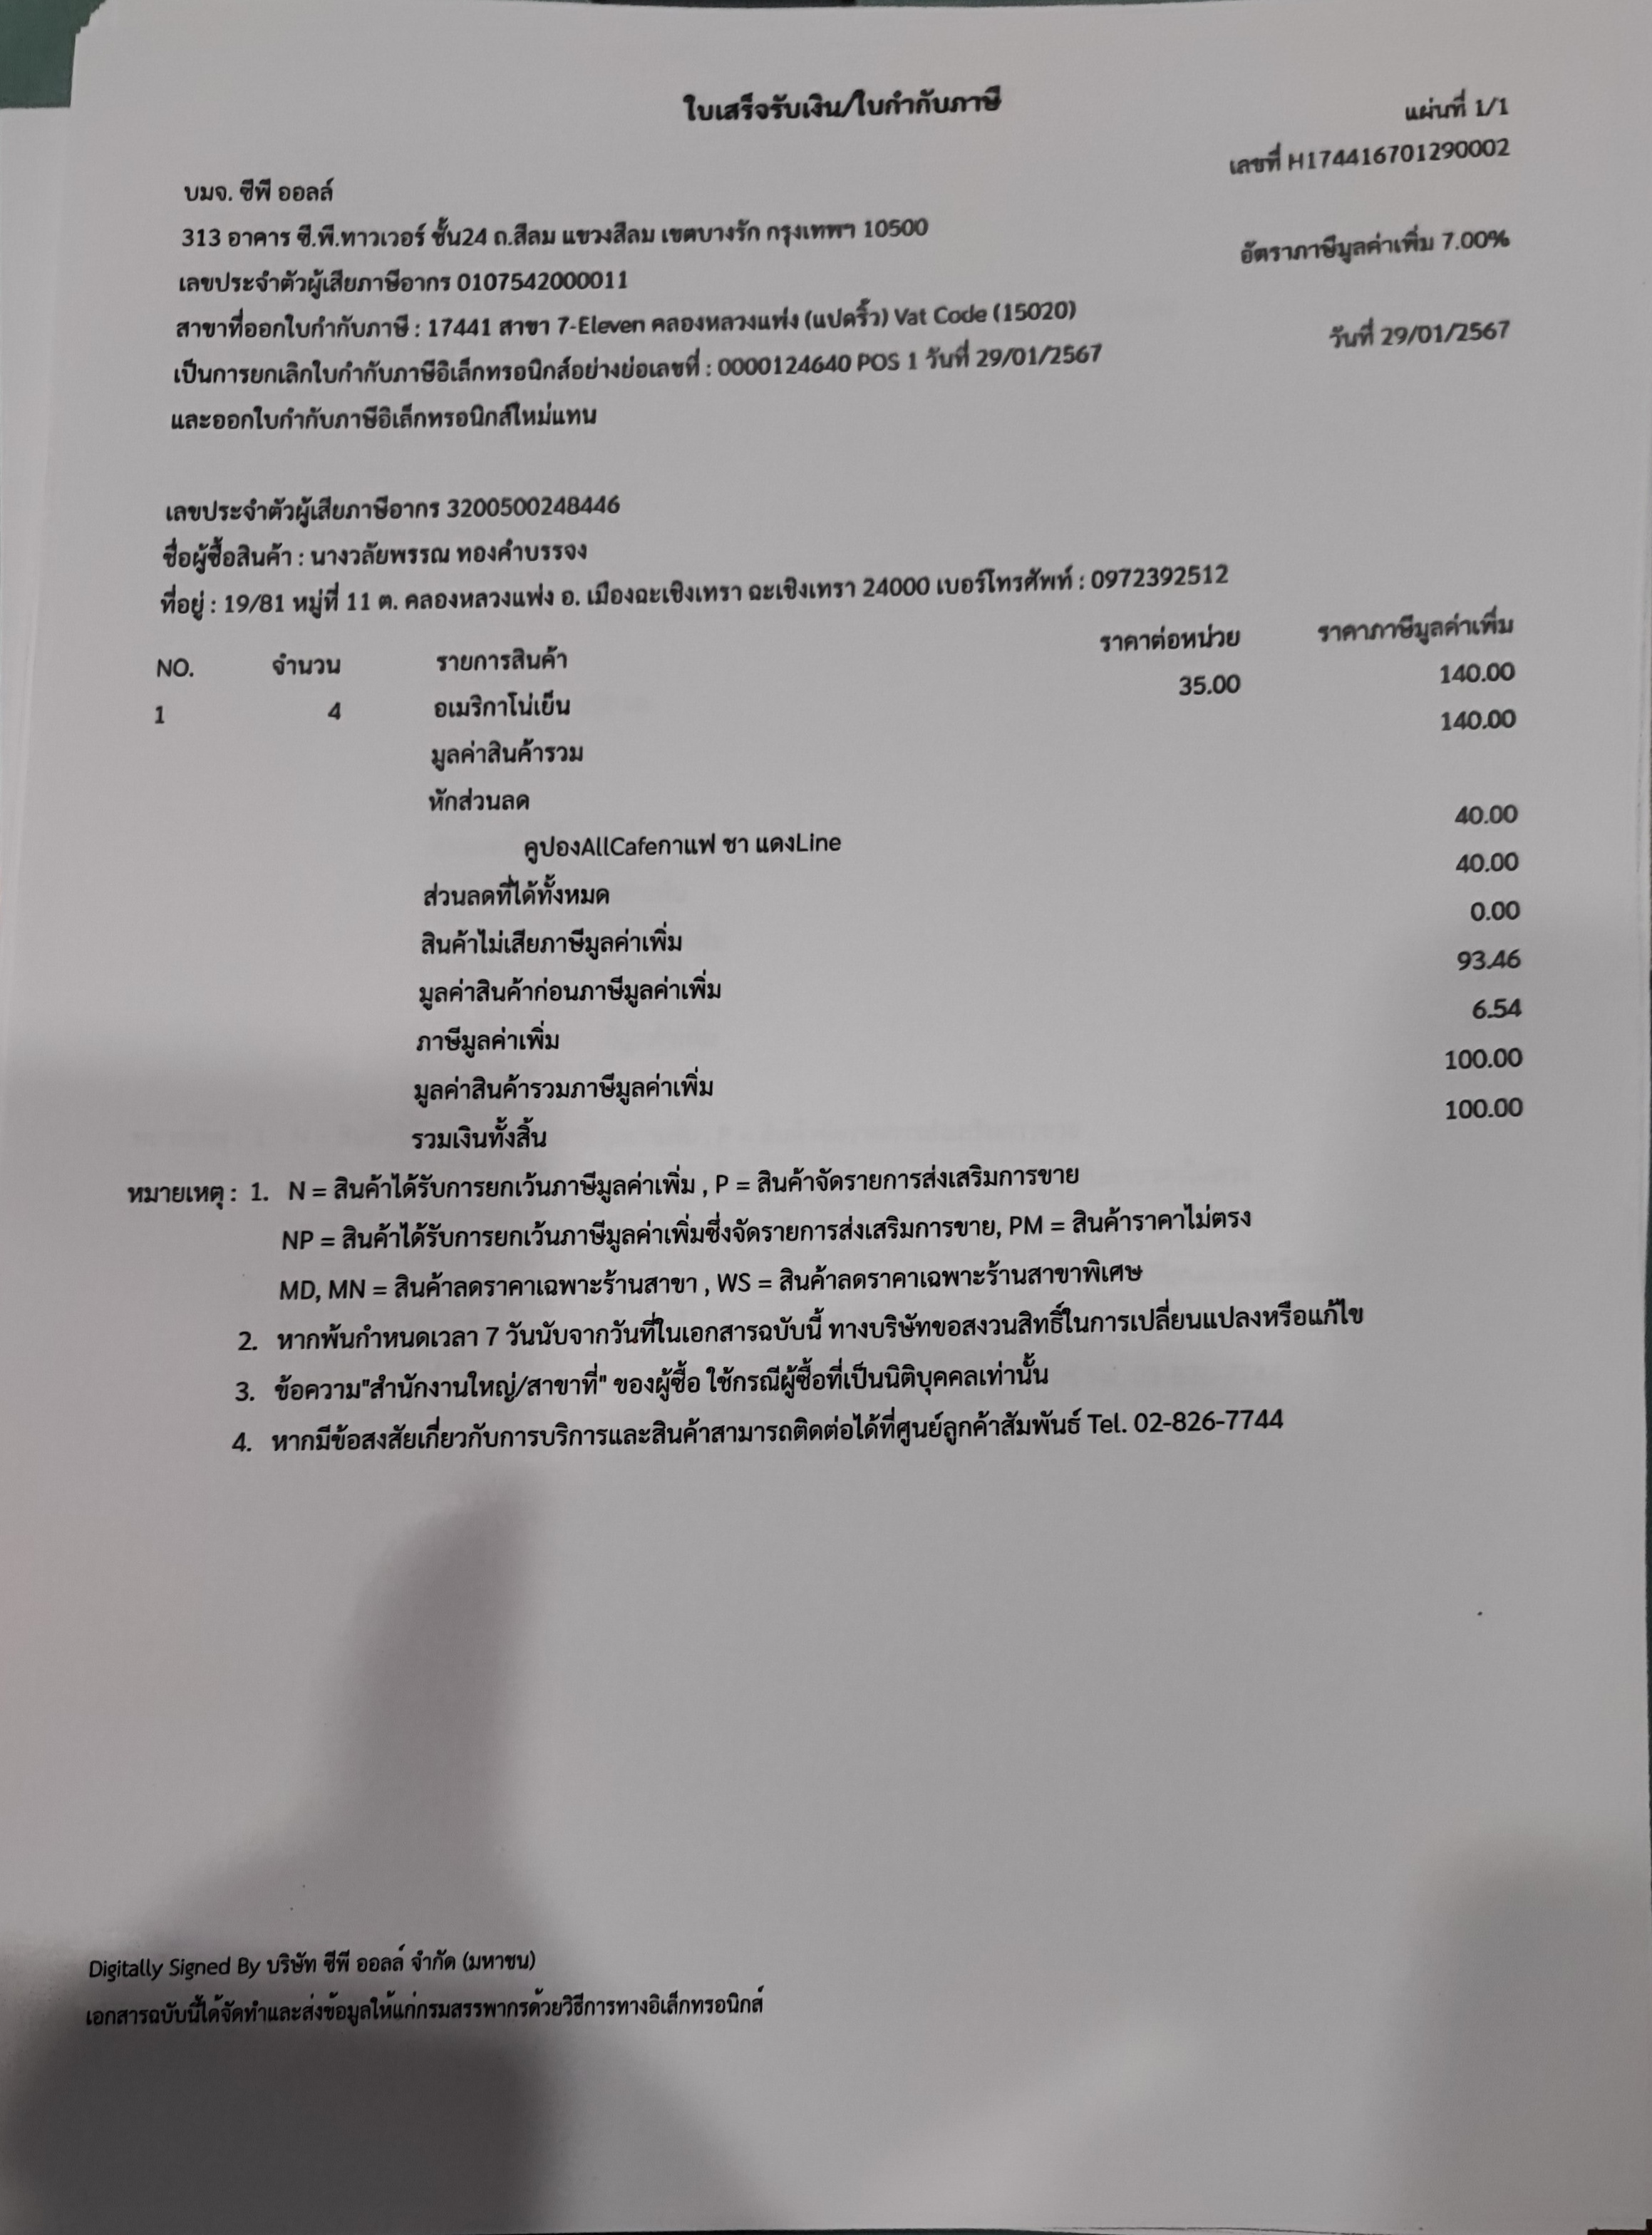 ใบเสร็จรับเงิน/ใบกำกับภาษี
แผ่นที่ 1/1
เลขที่ H174416701290002
บมจ. ซีพี ออลล์
313 อาคาร ซี.พี.ทาวเวอร์ ชั้น24 ถ.สีลม แขวงสีลม เขตบางรัก กรุงเทพฯ 10500
อัตราภาษีมูลค่าเพิ่ม 7.00%
เลขประจำตัวผู้เสียภาษีอากร 0107542000011
สาขาที่ออกใบกำกับภาษี : 17441 สาขา 7-Eleven คลองหลวงแพ่ง (แปดริ้ว) Vat Code (15020)
วันที่ 29/01/2567
เป็นการยกเลิกใบกำกับภาษีอิเล็กทรอนิกส์อย่างย่อเลขที่ : 0000124640 POS 1 วันที่ 29/01/2567
และออกใบกำกับภาษีอิเล็กทรอนิกส์ใหม่แทน
เลขประจำตัวผู้เสียภาษีอากร 3200500248446
ชื่อผู้ซื้อสินค้า : นางวลัยพรรณ ทองคำบรรจง
ที่อยู่ : 19/81 หมู่ที่ 11 ต. คลองหลวงแพ่ง อ. เมืองฉะเชิงเทรา ฉะเชิงเทรา 24000 เบอร์โทรศัพท์ : 0972392512
NO. จำนวน รายการสินค้า ราคาต่อหน่วย ราคาภาษีมูลค่าเพิ่ม
1 4 อเมริกาโน่เย็น 35.00 140.00
มูลค่าสินค้ารวม 140.00
หักส่วนลด
คูปองAllCafeกาแฟ ชา แดงLine 40.00
ส่วนลดที่ได้ทั้งหมด 40.00
สินค้าไม่เสียภาษีมูลค่าเพิ่ม 0.00
มูลค่าสินค้าก่อนภาษีมูลค่าเพิ่ม 93.46
ภาษีมูลค่าเพิ่ม 6.54
มูลค่าสินค้ารวมภาษีมูลค่าเพิ่ม 100.00
รวมเงินทั้งสิ้น 100.00
หมายเหตุ : 1. N = สินค้าได้รับการยกเว้นภาษีมูลค่าเพิ่ม , P = สินค้าจัดรายการส่งเสริมการขาย
NP = สินค้าได้รับการยกเว้นภาษีมูลค่าเพิ่มซึ่งจัดรายการส่งเสริมการขาย, PM = สินค้าราคาไม่ตรง
MD, MN = สินค้าลดราคาเฉพาะร้านสาขา , WS = สินค้าลดราคาเฉพาะร้านสาขาพิเศษ
2. หากพ้นกำหนดเวลา 7 วันนับจากวันที่ในเอกสารฉบับนี้ ทางบริษัทขอสงวนสิทธิ์ในการเปลี่ยนแปลงหรือแก้ไข
3. ข้อความ"สำนักงานใหญ่/สาขาที่" ของผู้ซื้อ ใช้กรณีผู้ซื้อที่เป็นนิติบุคคลเท่านั้น
4. หากมีข้อสงสัยเกี่ยวกับการบริการและสินค้าสามารถติดต่อได้ที่ศูนย์ลูกค้าสัมพันธ์ Tel. 02-826-7744
Digitally Signed By บริษัท ซีพี ออลล์ จำกัด (มหาชน)
เอกสารฉบับนี้ได้จัดทำและส่งข้อมูลให้แก่กรมสรรพากรด้วยวิธีการทางอิเล็กทรอนิกส์